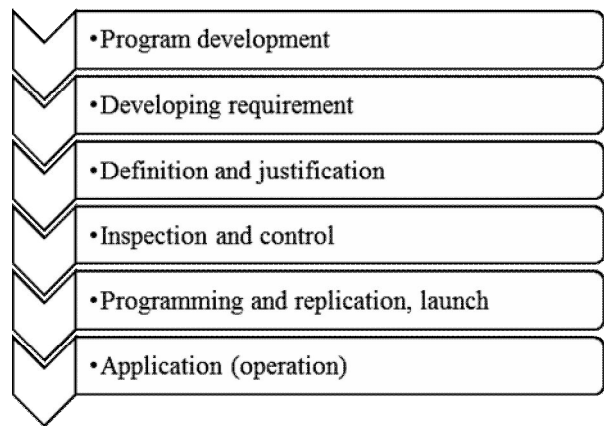 •Program development
•Developing requirement
•Definition and justification
•Inspection and control
•Programming and replication, launch
•Application (operation)